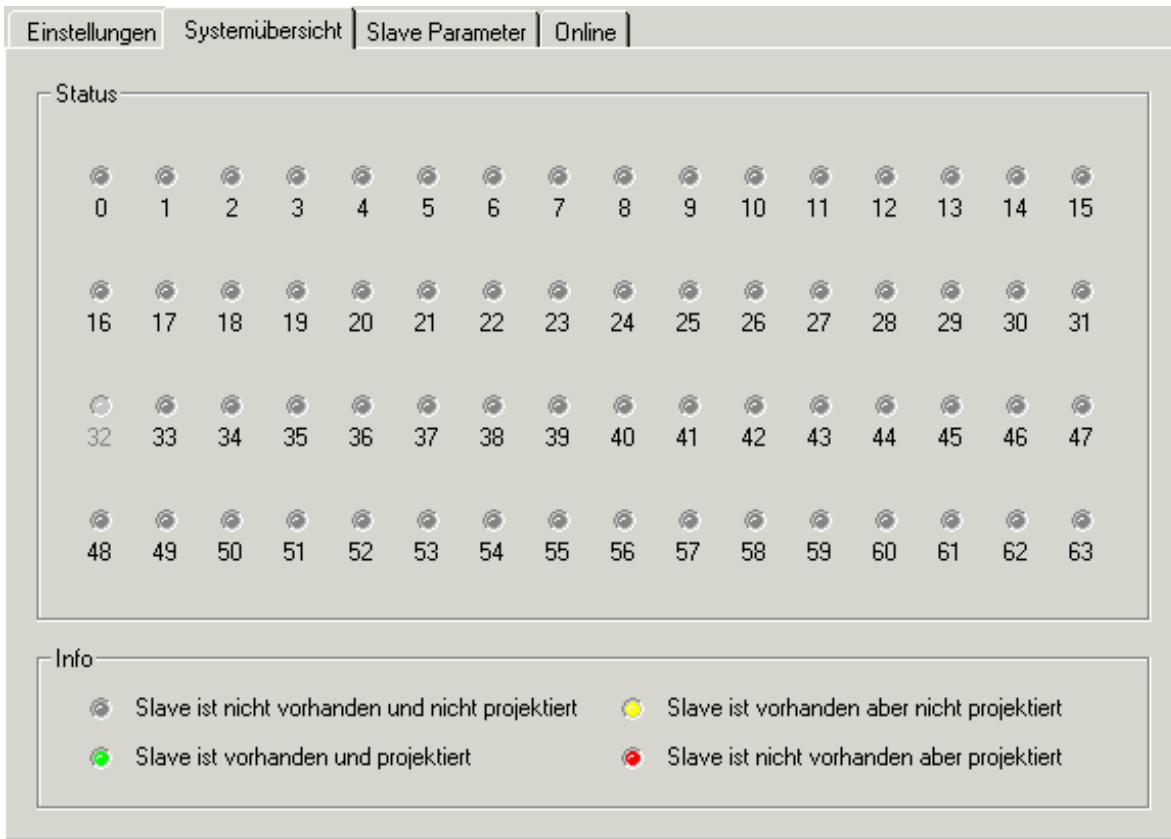 Einstellungen Systemübersicht Slave Parameter Online
Status
0 1 2 3 4 5 6 7 8 9 10 11 12 13 14 15
16 17 18 19 20 21 22 23 24 25 26 27 28 29 30 31
32 33 34 35 36 37 38 39 40 41 42 43 44 45 46 47
48 49 50 51 52 53 54 55 56 57 58 59 60 61 62 63
Info
Slave ist nicht vorhanden und nicht projektiert Slave ist vorhanden aber nicht projektiert
Slave ist vorhanden und projektiert Slave ist nicht vorhanden aber projektiert